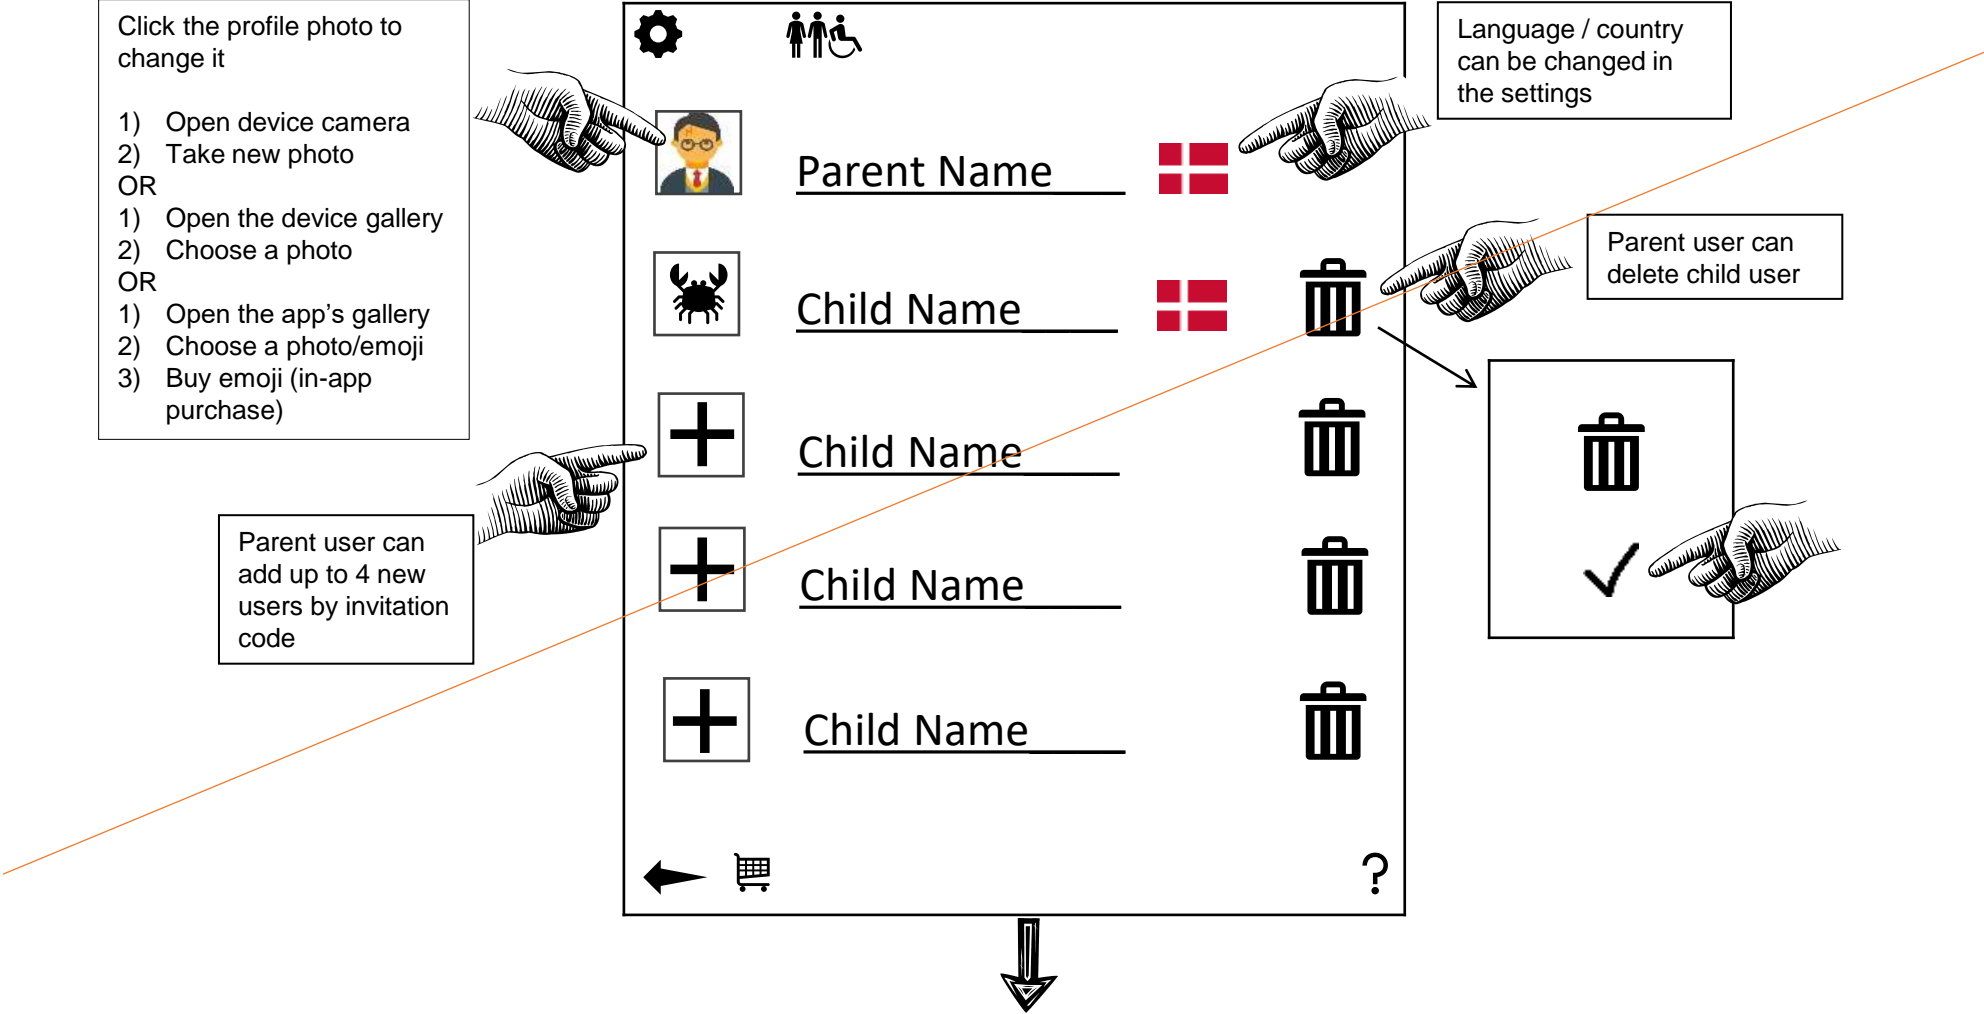 Click the profile photo to
change it
1) Open device camera
2) Take new photo
OR
1) Open the device gallery
2) Choose a photo
OR
1) Open the app’s gallery
2) Choose a photo/emoji
3) Buy emoji (in-app
purchase)
Parent user can
add up to 4 new
users by invitation
code
Parent Name
Child Name
Child Name
Child Name
Child Name
?
Language / country
can be changed in
the settings
Parent user can
delete child user